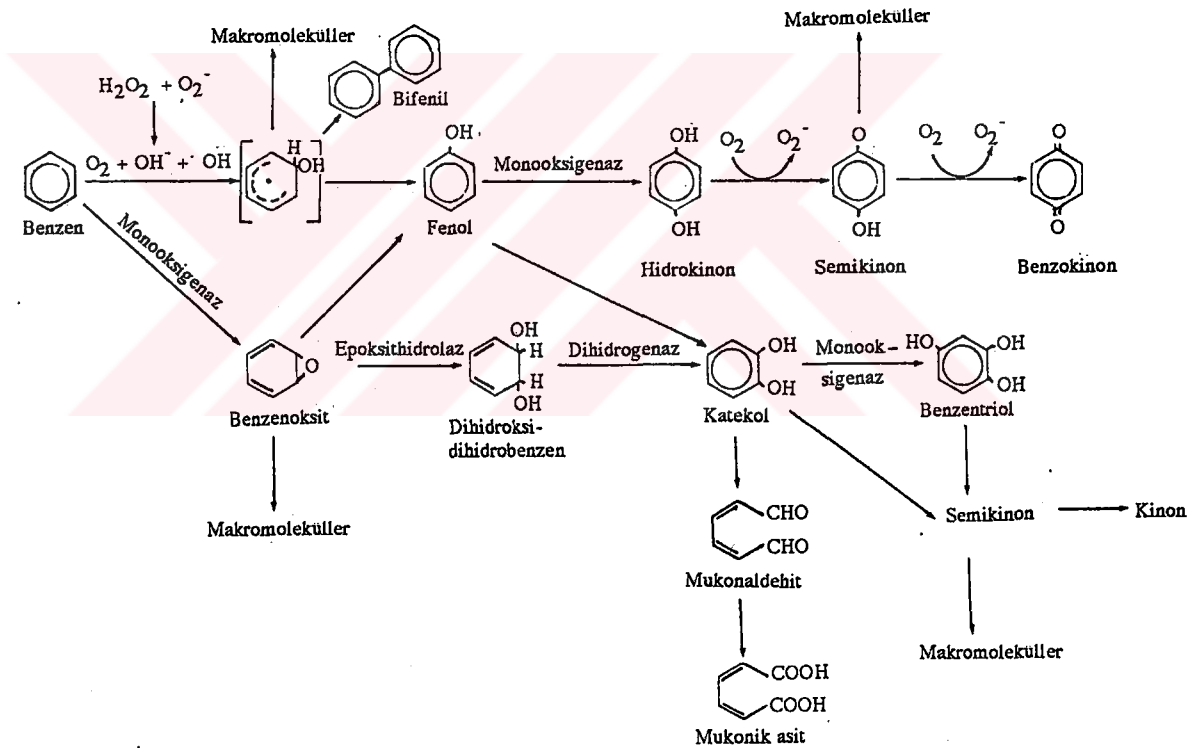 Makromoleküller
Makromoleküller
H₂O₂ + O₂⁻
Bifenil
O₂ + OH⁻ + ·OH
H
OH
Benzen
OH
Fenol
Monooksigenaz
OH
OH
Hidrokinon
O₂ O₂⁻
O
OH
Semikinon
O₂ O₂⁻
O
O
Benzokinon
Monooksigenaz
O
Benzenoksit
Epoksithidrolaz
OH
H
H
OH
Dihidroksi-
dihidrobenzen
Dihidrogenaz
OH
OH
Katekol
Monook-
sigenaz
HO OH
OH
Benzentriol
Makromoleküller
CHO
CHO
Mukonaldehit
Semikinon
Kinon
Makromoleküller
COOH
COOH
Mukonik asit